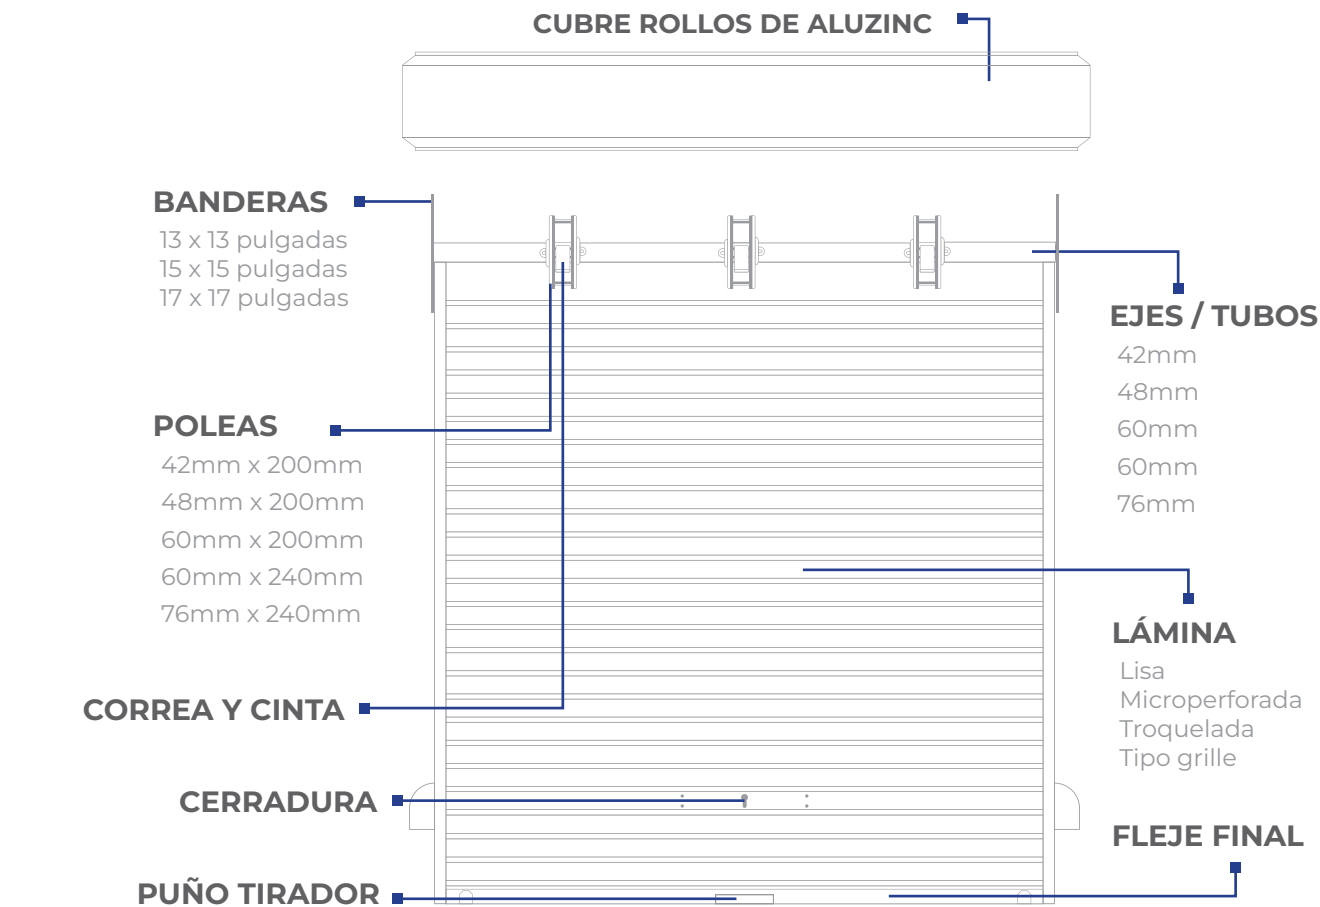 CUBRE ROLLOS DE ALUZINC
BANDERAS
13 x 13 pulgadas
15 x 15 pulgadas
17 x 17 pulgadas
EJES / TUBOS
42mm
48mm
60mm
60mm
76mm
POLEAS
42mm x 200mm
48mm x 200mm
60mm x 200mm
60mm x 240mm
76mm x 240mm
LÁMINA
Lisa
Microperforada
Troquelada
Tipo grille
CORREA Y CINTA
CERRADURA
FLEJE FINAL
PUÑO TIRADOR